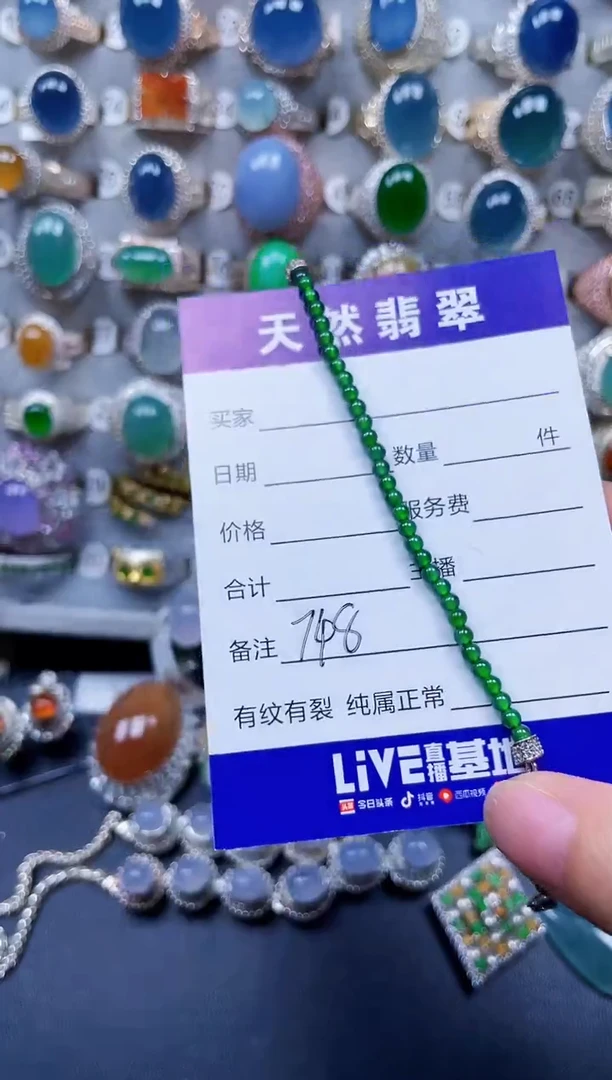 天然翡翠
买家
日期 数量 件
价格 服务费
合计 主播
备注 768
有纹有裂 纯属正常
LiVE直播基地
今日头条 抖音 西瓜视频